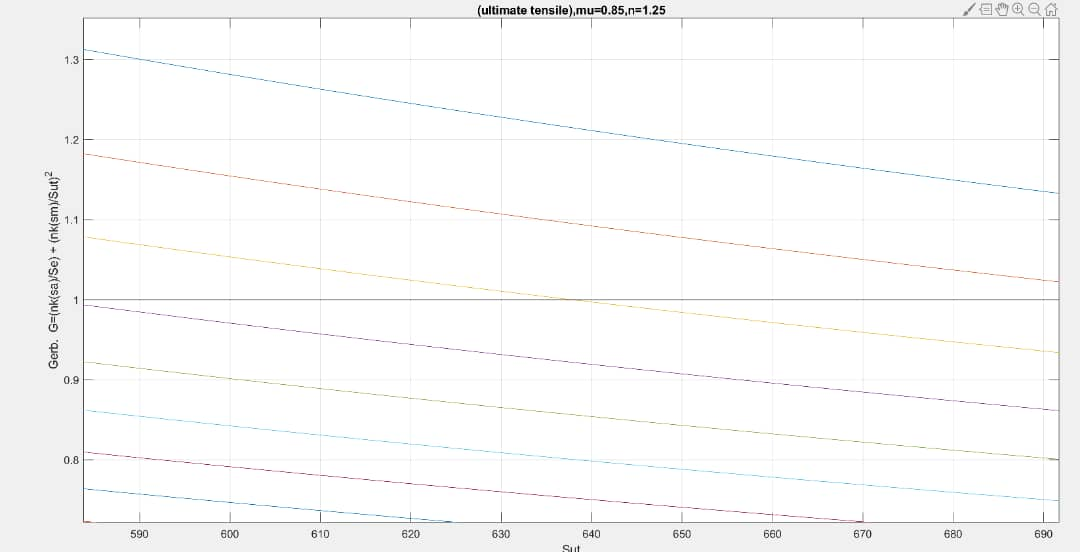 (ultimate tensile),mu=0.85,n=1.25
Gerb. G=(nk(sa)/Se) + (nk(sm)/Sut)²
1.3
1.2
1.1
1
0.9
0.8
590 600 610 620 630 640 650 660 670 680 690
Sut